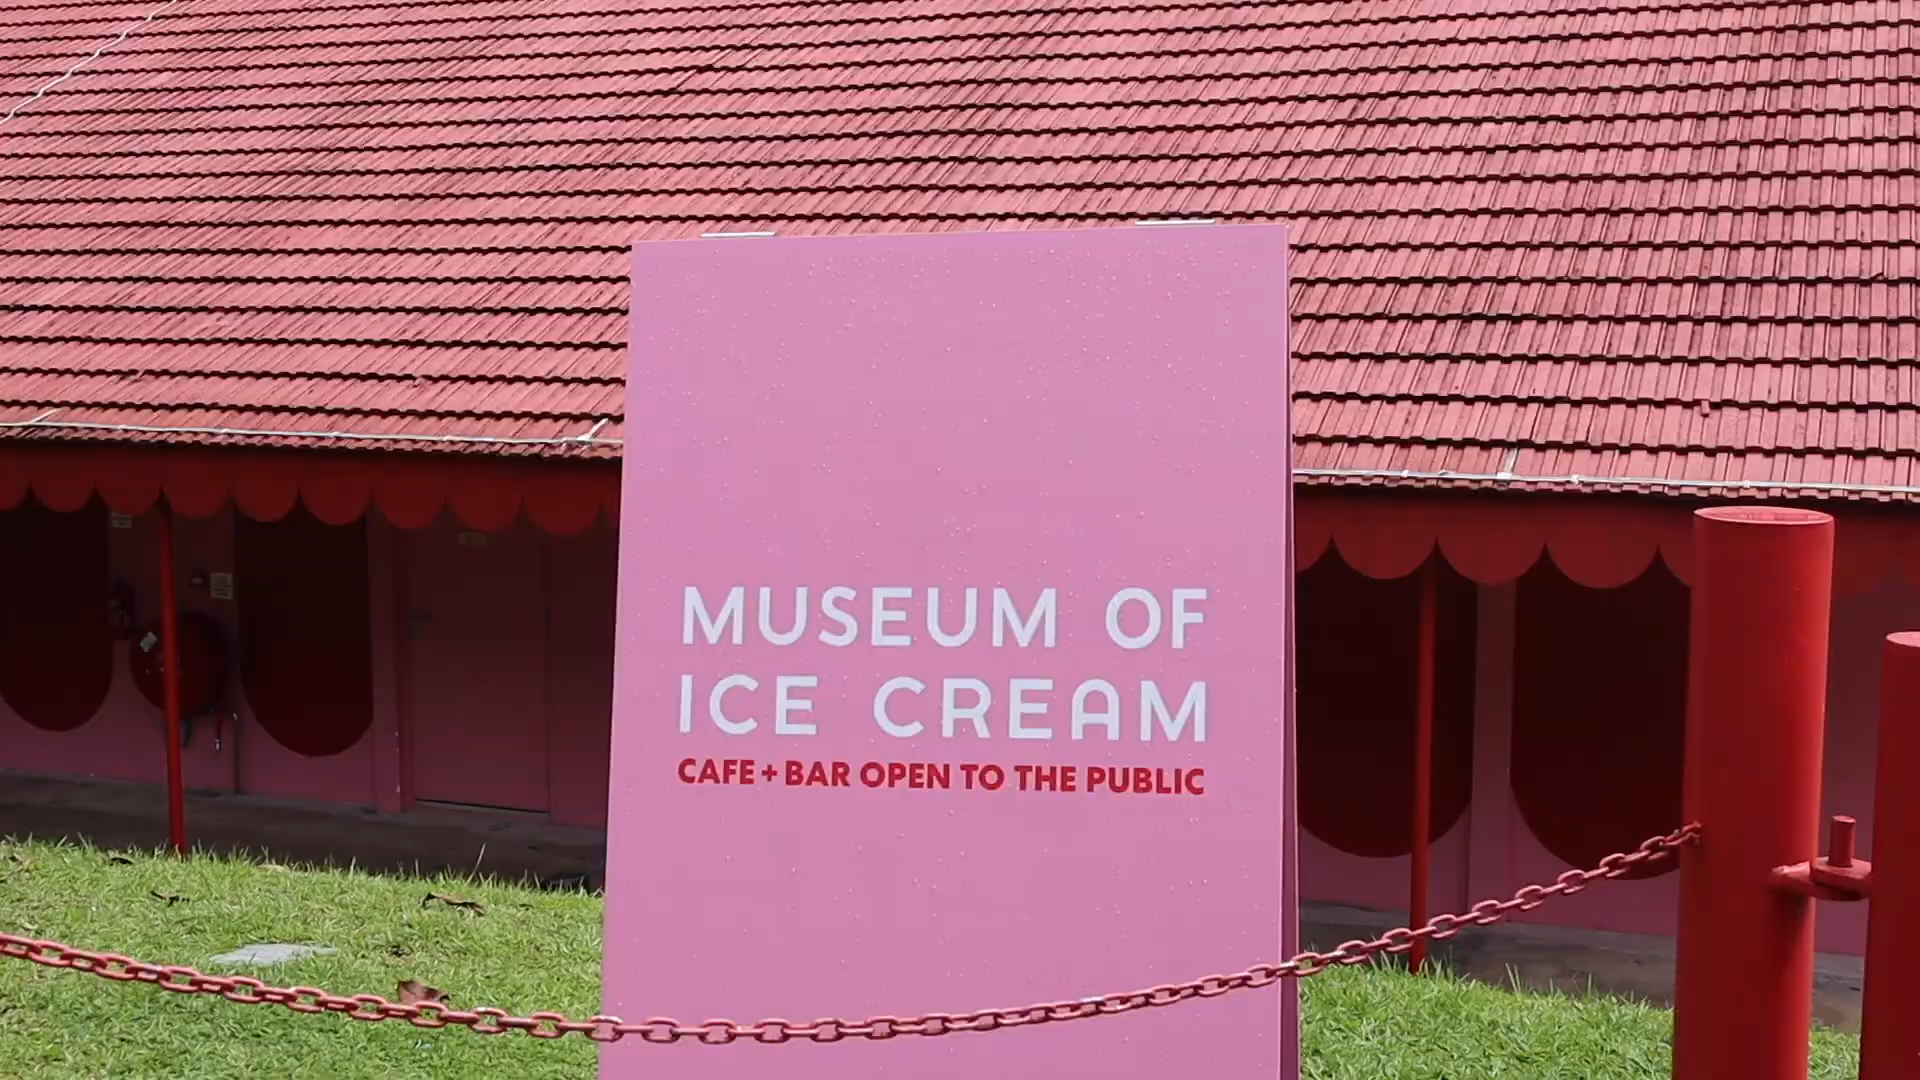 MUSEUM OF
ICE CREAM
CAFE + BAR OPEN TO THE PUBLIC